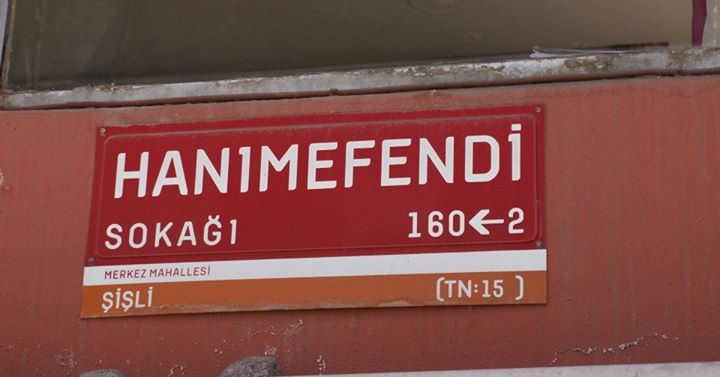 HANIMEFENDİ
SOKAĞI 160←2
MERKEZ MAHALLESİ
ŞİŞLİ (TN:15 )